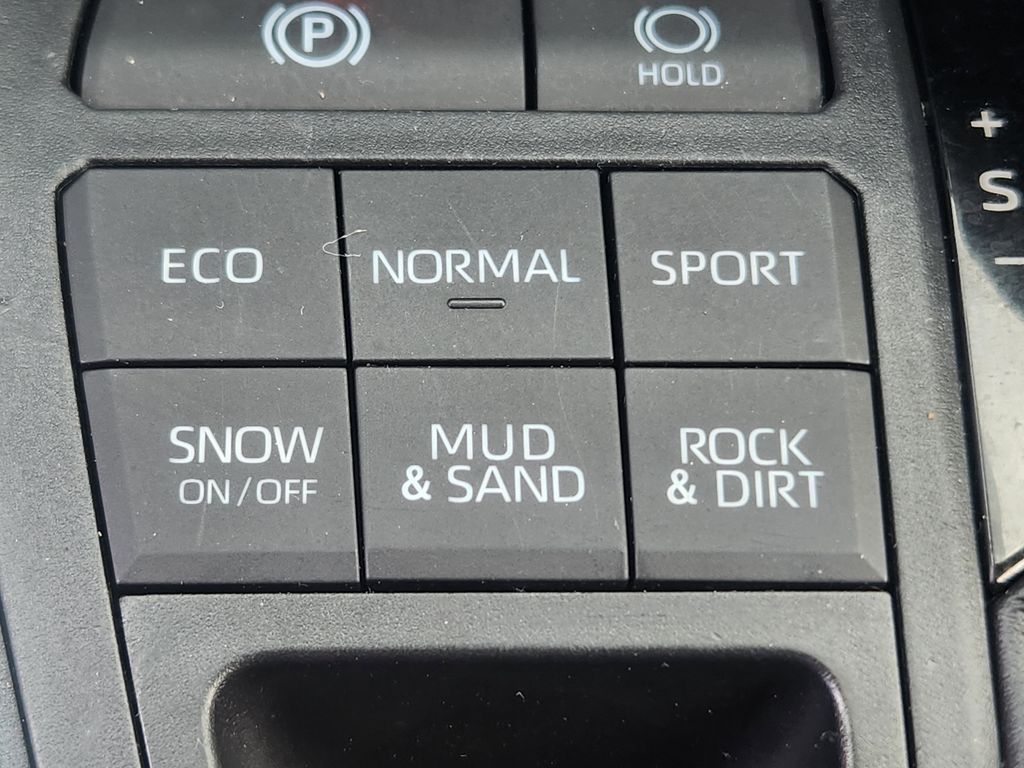 P
HOLD
+
S
–
ECO
NORMAL
SPORT
SNOW
ON/OFF
MUD
& SAND
ROCK
& DIRT